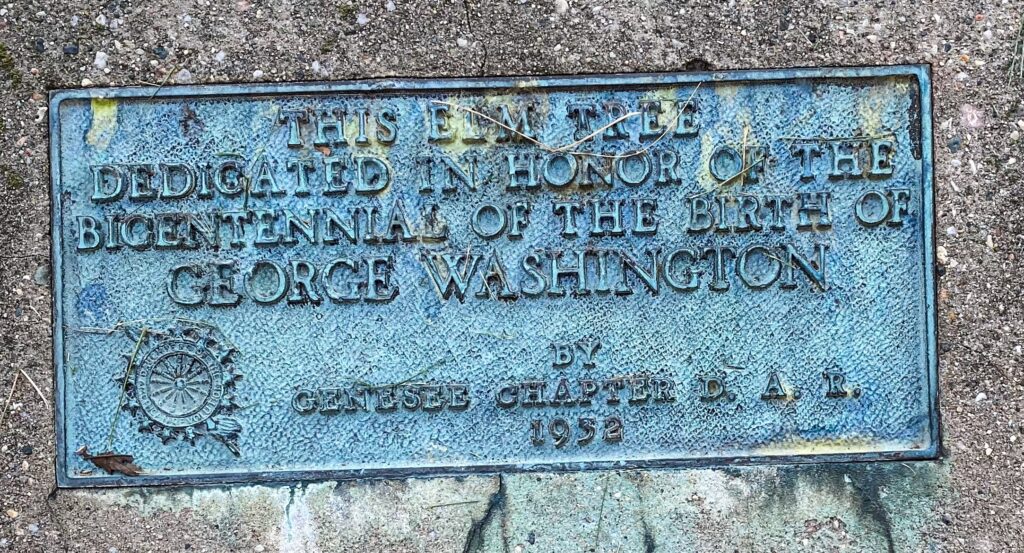 THIS ELM TREE
DEDICATED IN HONOR OF THE
BICENTENNIAL OF THE BIRTH OF
GEORGE WASHINGTON
BY
GENESEE CHAPTER D. A. R.
1932